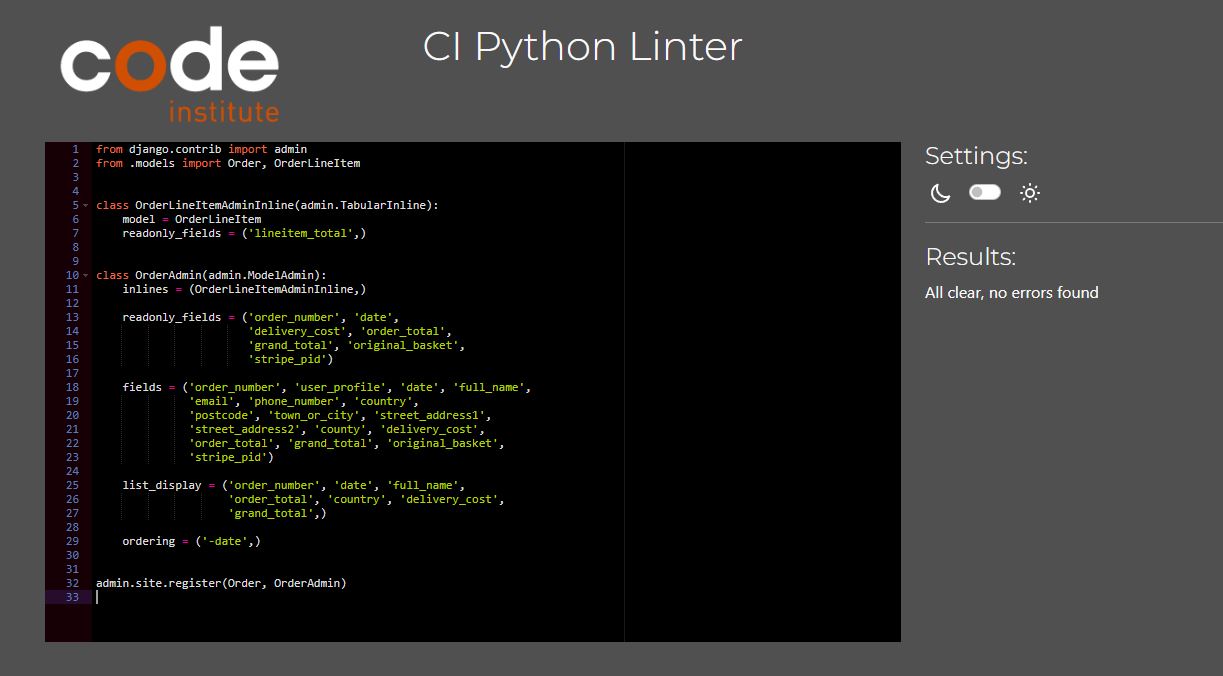 code
institute
CI Python Linter
1 from django.contrib import admin
2 from .models import Order, OrderLineItem
3
4
5 class OrderLineItemAdminInline(admin.TabularInline):
6     model = OrderLineItem
7     readonly_fields = ('lineitem_total',)
8
9
10 class OrderAdmin(admin.ModelAdmin):
11     inlines = (OrderLineItemAdminInline,)
12
13     readonly_fields = ('order_number', 'date',
14                        'delivery_cost', 'order_total',
15                        'grand_total', 'original_basket',
16                        'stripe_pid')
17
18     fields = ('order_number', 'user_profile', 'date', 'full_name',
19               'email', 'phone_number', 'country',
20               'postcode', 'town_or_city', 'street_address1',
21               'street_address2', 'county', 'delivery_cost',
22               'order_total', 'grand_total', 'original_basket',
23               'stripe_pid')
24
25     list_display = ('order_number', 'date', 'full_name',
26                     'order_total', 'country', 'delivery_cost',
27                     'grand_total',)
28
29     ordering = ('-date',)
30
31
32 admin.site.register(Order, OrderAdmin)
33
Settings:
Results:
All clear, no errors found